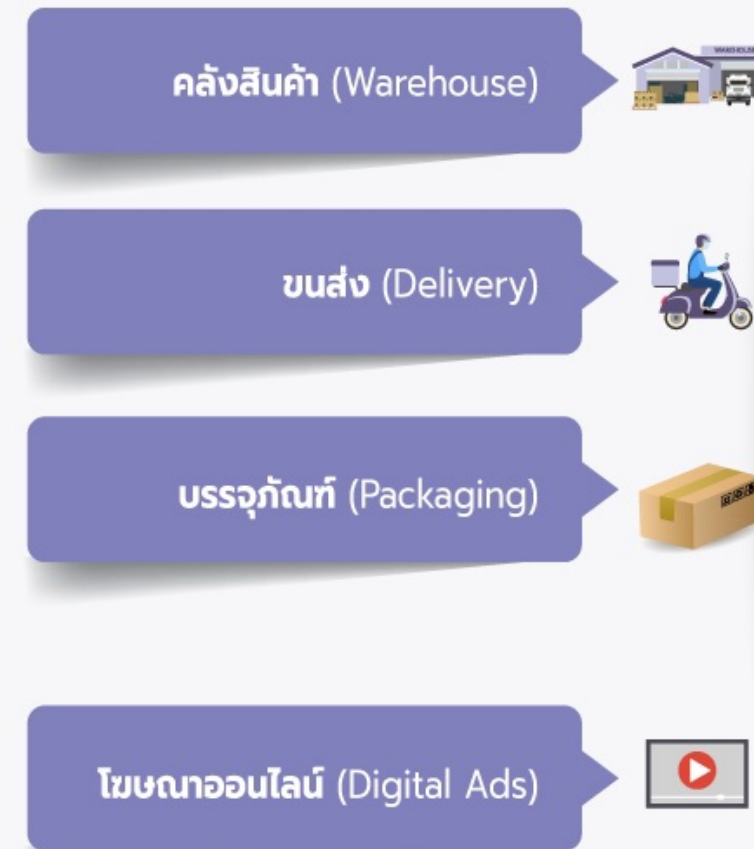 คลังสินค้า (Warehouse)
WAREHOUSE
ขนส่ง (Delivery)
บรรจุภัณฑ์ (Packaging)
โฆษณาออนไลน์ (Digital Ads)